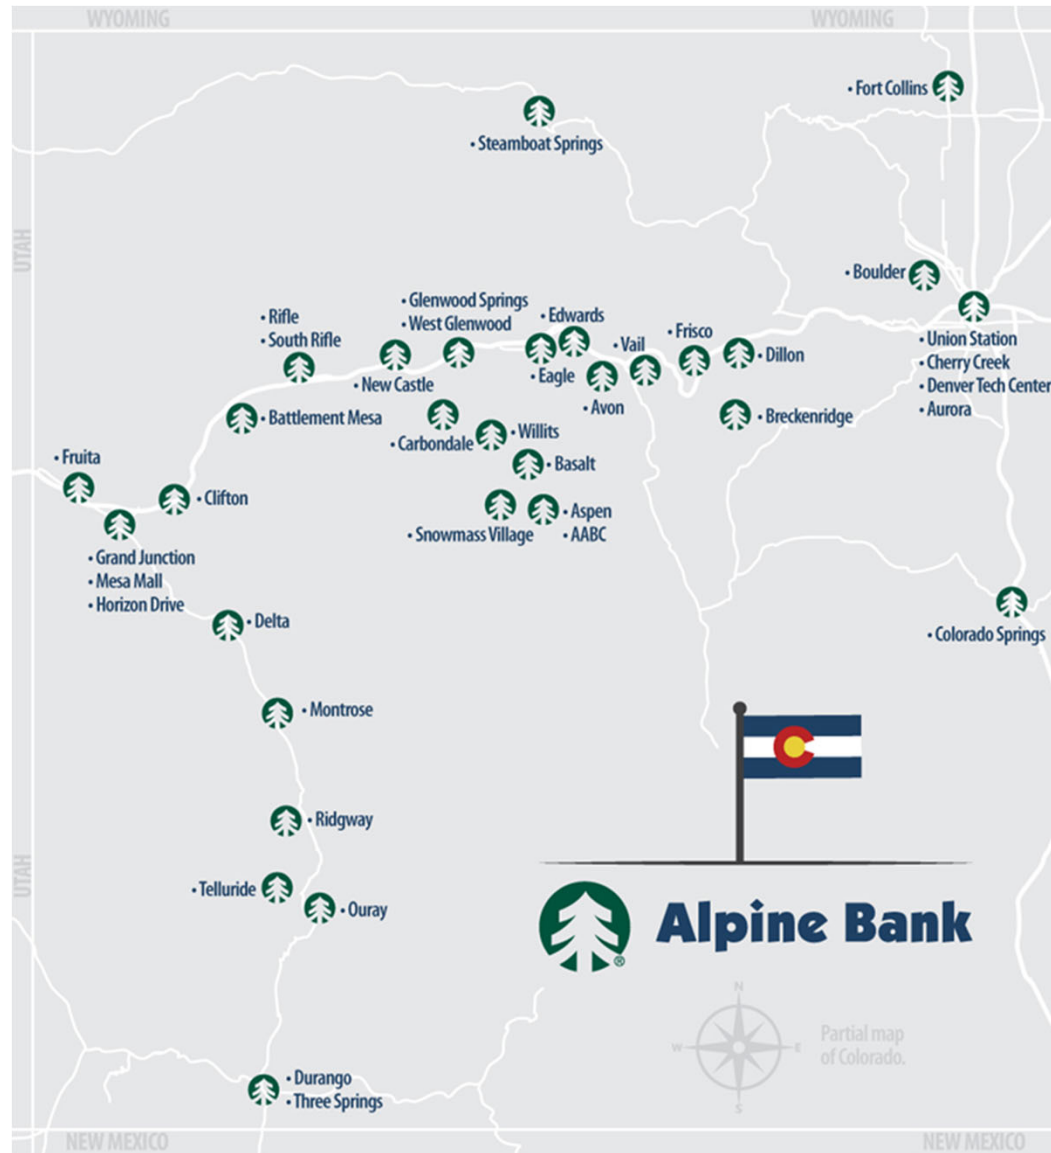 WYOMING
WYOMING
• Fort Collins
• Steamboat Springs
UTAH
• Boulder
• Glenwood Springs
• West Glenwood
• Edwards
• Rifle
• South Rifle
• Vail
• Frisco
• Union Station
• Cherry Creek
• Denver Tech Center
• Aurora
• Dillon
• Eagle
• New Castle
• Avon
• Battlement Mesa
• Breckenridge
• Carbondale
• Willits
• Basalt
• Fruita
• Clifton
• Snowmass Village
• Aspen
• AABC
• Grand Junction
• Mesa Mall
• Horizon Drive
• Delta
• Colorado Springs
• Montrose
• Ridgway
UTAH
• Telluride
• Ouray
®
Alpine Bank
N
W
E
S
Partial map
of Colorado.
• Durango
• Three Springs
NEW MEXICO
NEW MEXICO